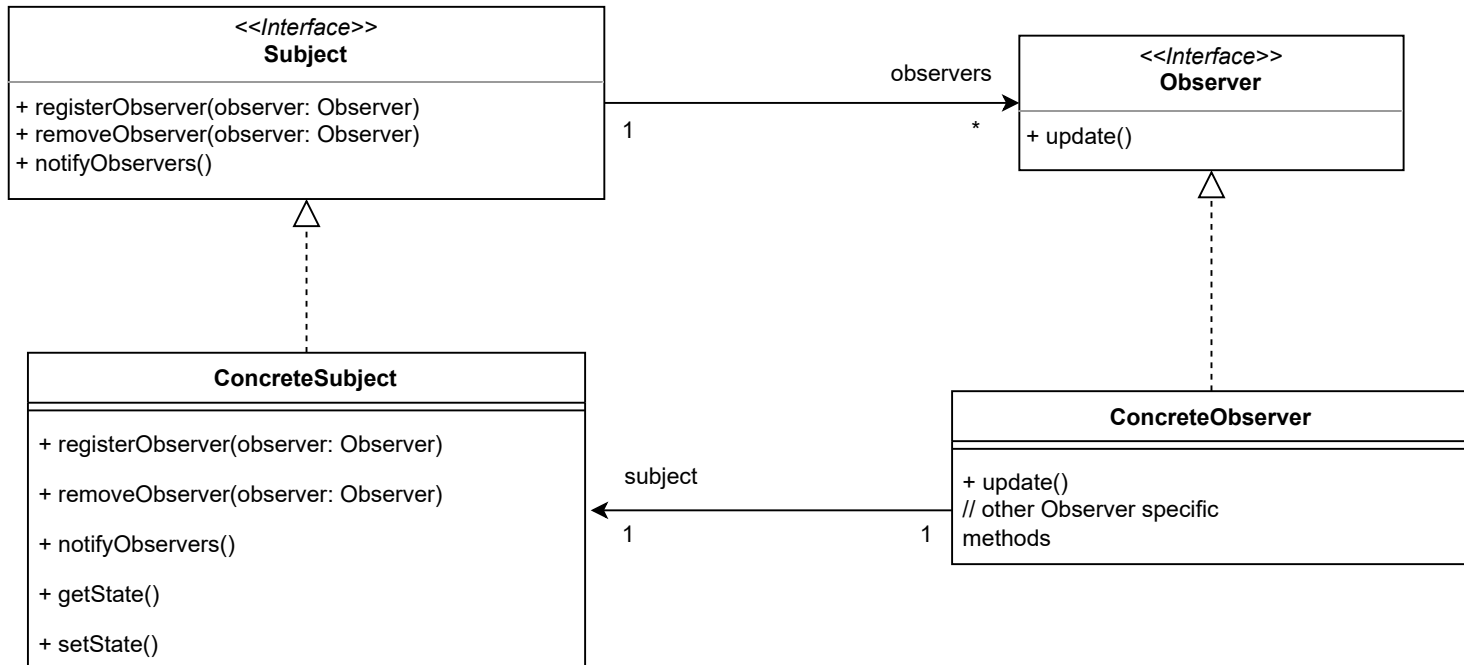 <<Interface>>
Subject
+ registerObserver(observer: Observer)
+ removeObserver(observer: Observer)
+ notifyObservers()
observers
1
*
<<Interface>>
Observer
+ update()
ConcreteSubject
+ registerObserver(observer: Observer)
+ removeObserver(observer: Observer)
+ notifyObservers()
+ getState()
+ setState()
subject
1
1
ConcreteObserver
+ update()
// other Observer specific
methods